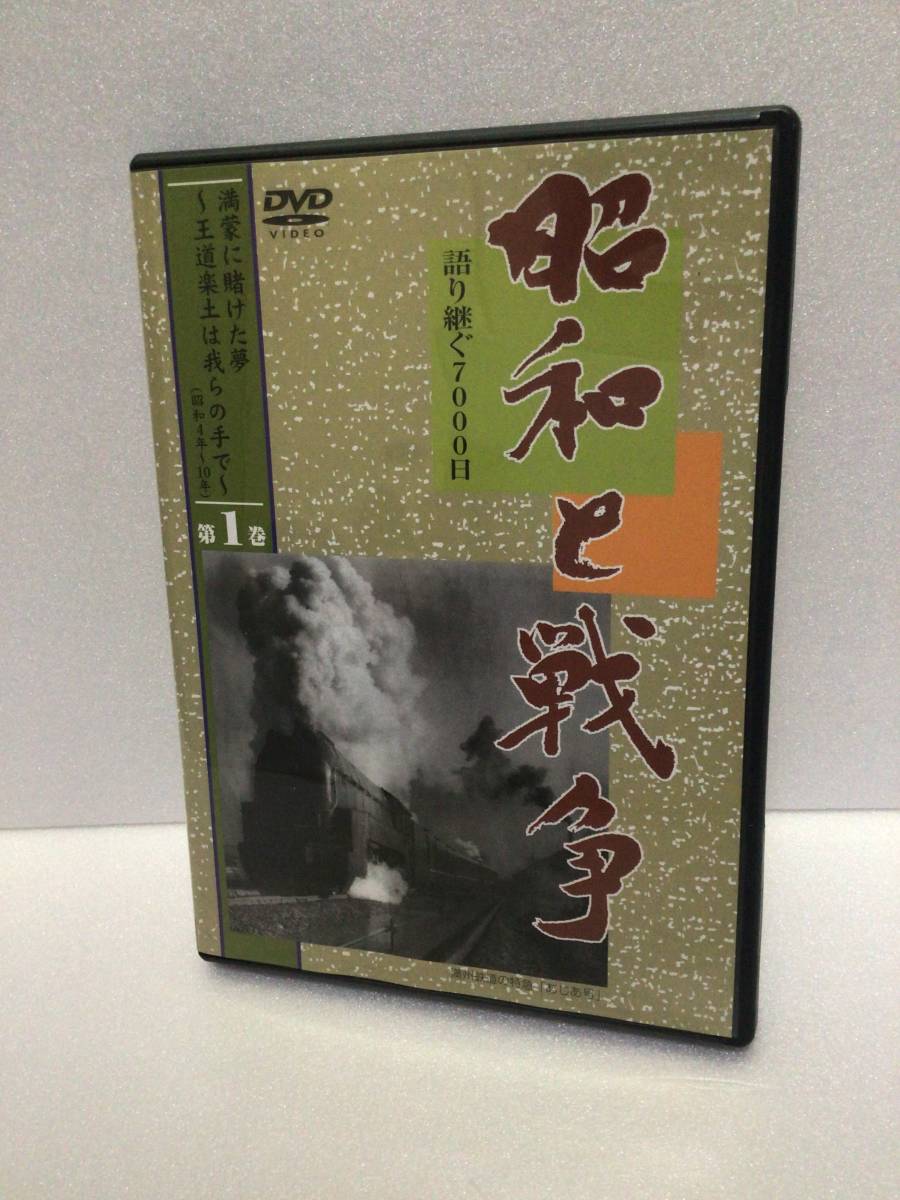 昭和と戦争
語り継ぐ7000日
DVD
VIDEO
満蒙に賭けた夢
～王道楽土は我らの手で～
(昭和4年～10年)
第1巻
満州鉄道の特急「あじあ号」